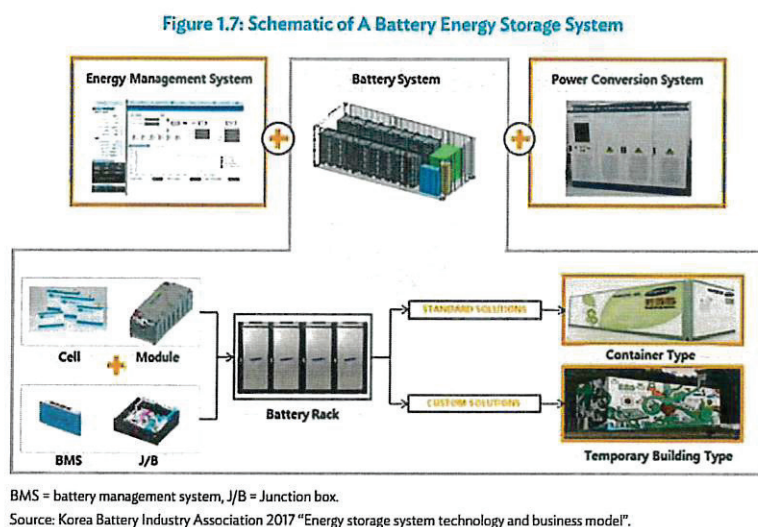 Figure 1.7: Schematic of A Battery Energy Storage System
Energy Management System
Battery System
Power Conversion System
Cell
Module
BMS
J/B
Battery Rack
STANDARD SOLUTIONS
CUSTOM SOLUTIONS
Container Type
Temporary Building Type
BMS = battery management system, J/B = Junction box.
Source: Korea Battery Industry Association 2017 “Energy storage system technology and business model”.